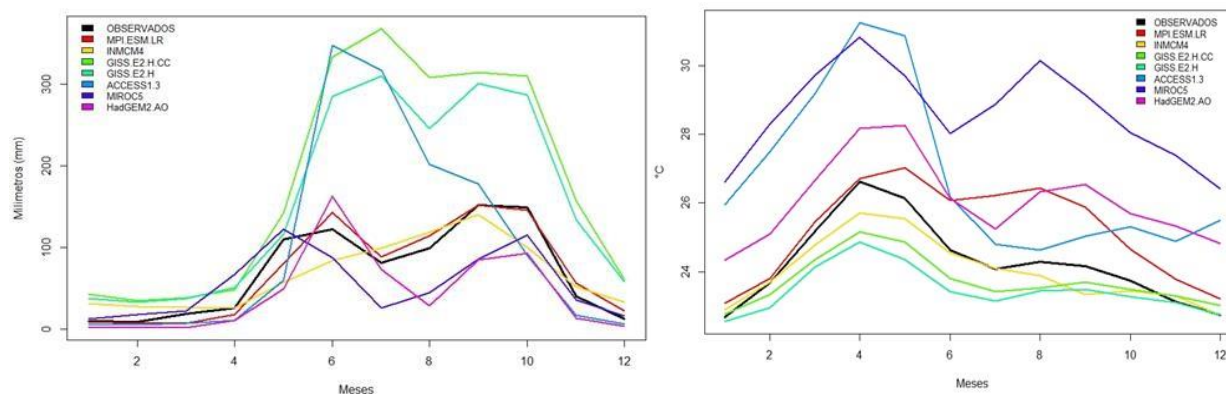 OBSERVADOS
MPI.ESM.LR
INMCM4
GISS.E2.H.CC
GISS.E2.H
ACCESS1.3
MIROC5
HadGEM2.AO
Milimetros (mm)
300
200
100
0
2 4 6 8 10 12
Meses
OBSERVADOS
MPI.ESM.LR
INMCM4
GISS.E2.H.CC
GISS.E2.H
ACCESS1.3
MIROC5
HadGEM2.AO
°C
30
28
26
24
2 4 6 8 10 12
Meses